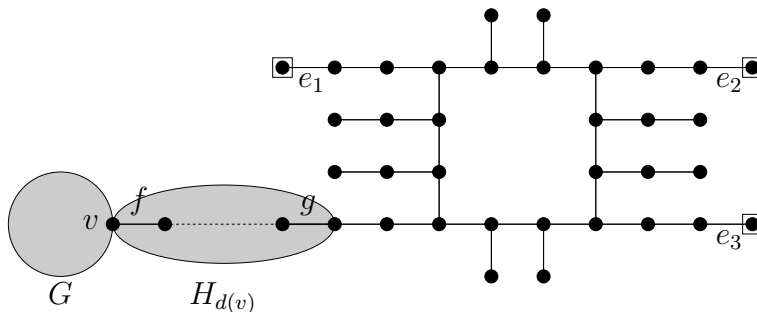 e₁ e₂
v f g
e₃
G H_{d(v)}